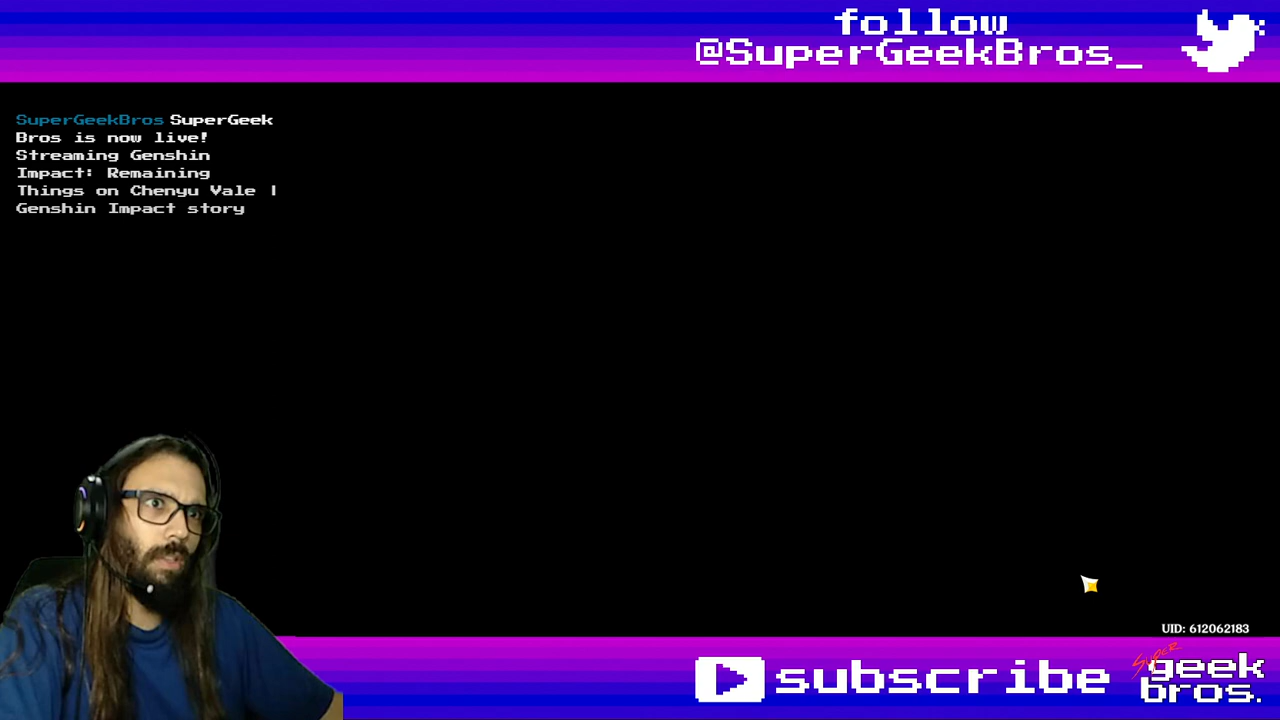 follow
@SuperGeekBros_
SuperGeekBros SuperGeek
Bros is now live!
Streaming Genshin
Impact: Remaining
Things on Chenyu Vale |
Genshin Impact story
UID: 612062183
subscribe
SUPER
geek
bros.